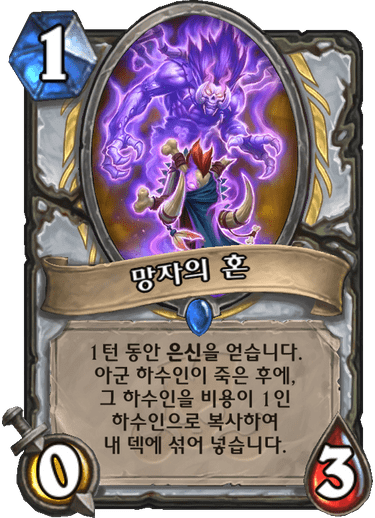 1
망자의 혼
1턴 동안 은신을 얻습니다.
아군 하수인이 죽은 후에,
그 하수인을 비용이 1인
하수인으로 복사하여
내 덱에 섞어 넣습니다.
0
3